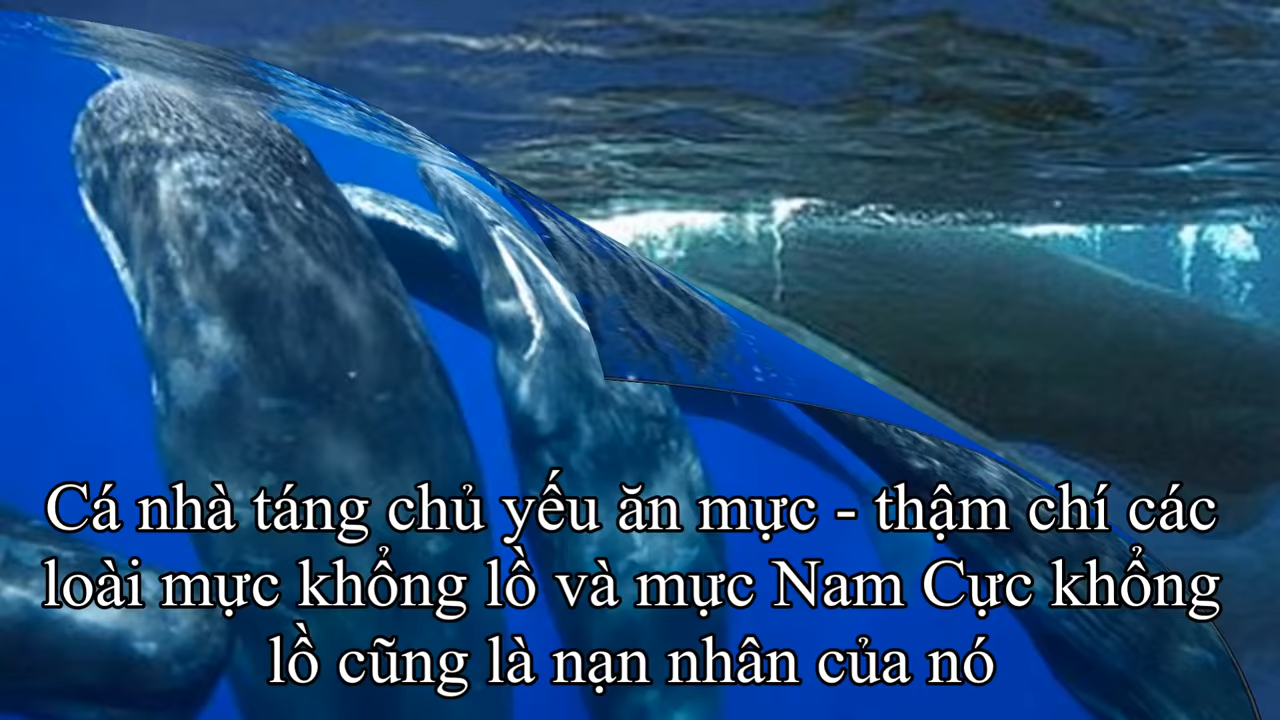 Cá nhà táng chủ yếu ăn mực - thậm chí các
loài mực khổng lồ và mực Nam Cực khổng
lồ cũng là nạn nhân của nó